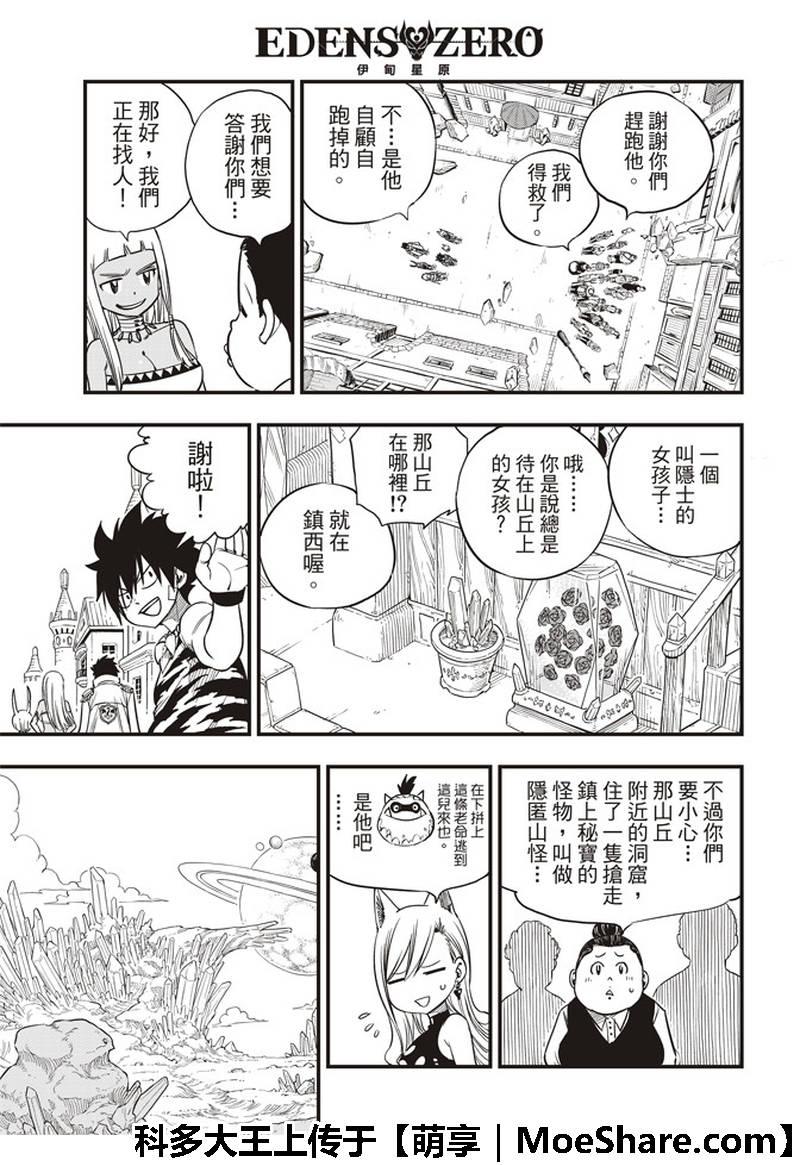 EDENS ZERO
伊甸星原
謝謝你們
趕跑他。
我們
得救了。
不…是他
自顧自
跑掉的。
我們想要
答謝你們…
那好，我們
正在找人！
一個
叫隱士的
女孩子…
哦……
你是說總是
待在山丘上
的女孩？
那山丘
在哪裡!?
就在
鎮西喔。
謝啦！
不過你們
要小心…
那山丘
附近的洞窟，
住了一隻搶走
鎮上秘寶的
怪物，叫做
隱匿山怪…
在下拼上
這條老命逃到
這兒來也。
是他吧
……
科多大王上传于【萌享 | MoeShare.com】